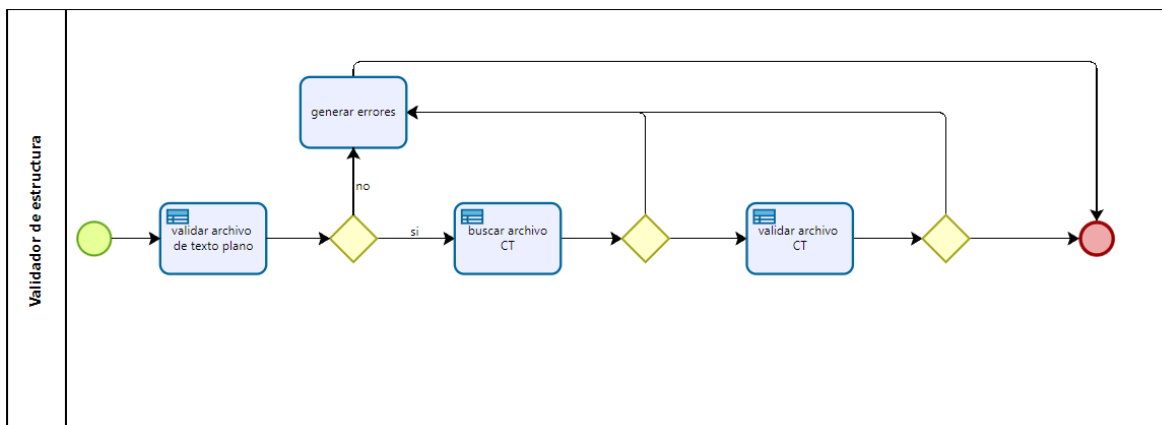 Validador de estructura
generar errores
no
validar archivo
de texto plano
si
buscar archivo
CT
validar archivo
CT